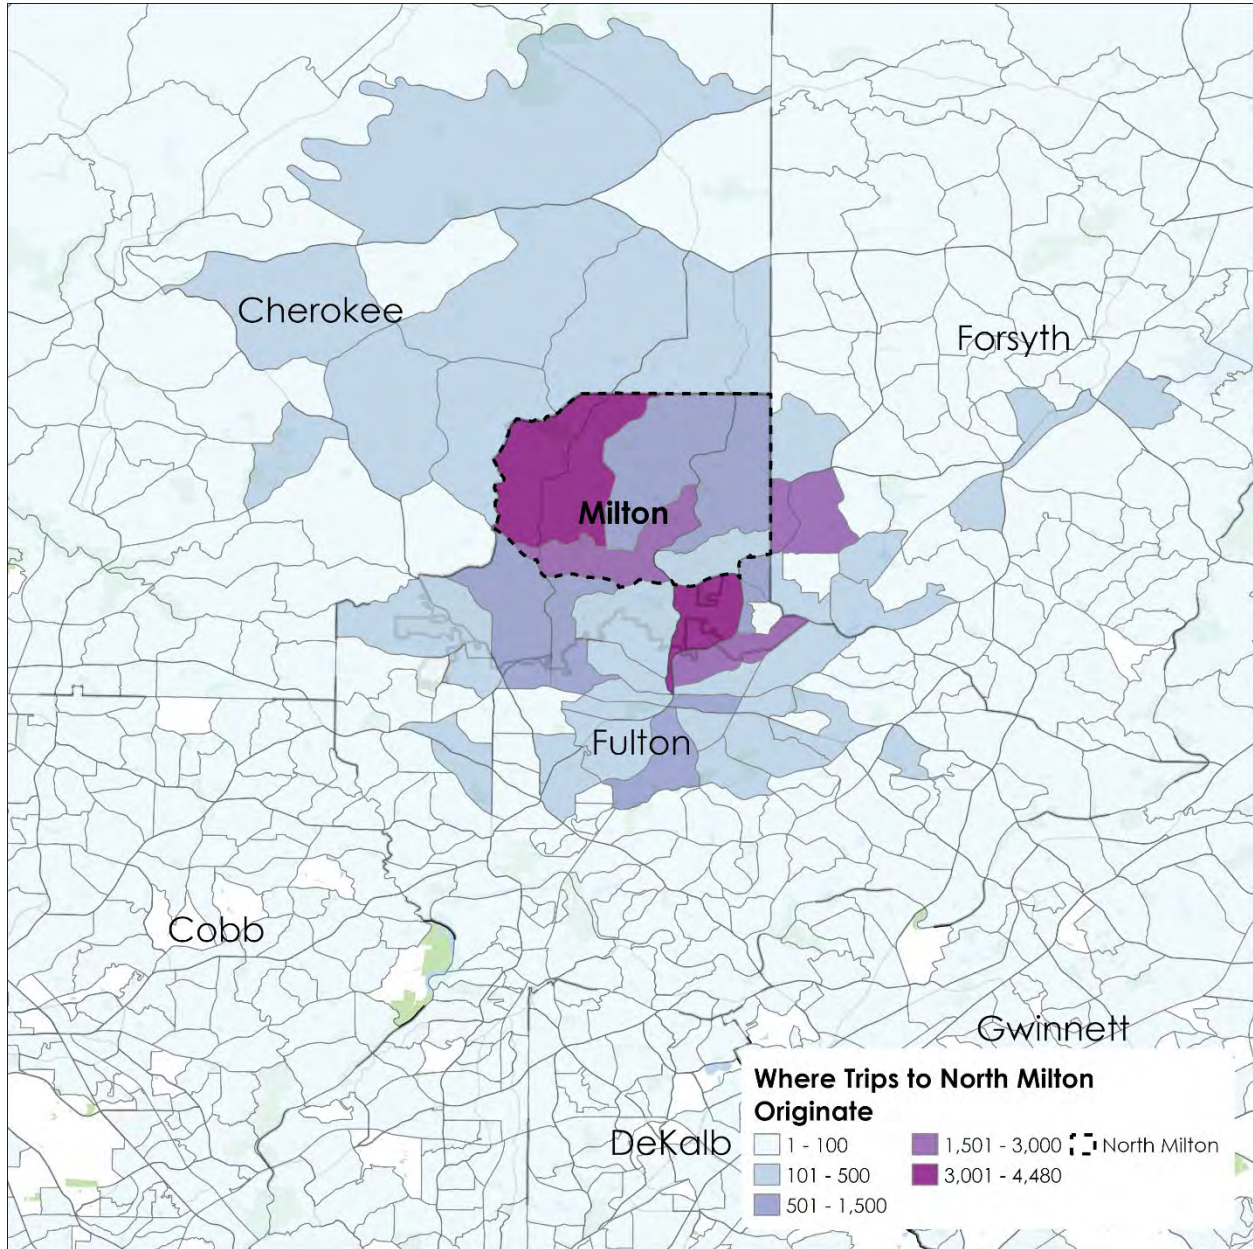 Cherokee
Forsyth
Milton
Fulton
Cobb
Gwinnett
DeKalb
Where Trips to North Milton
Originate
1 - 100
101 - 500
501 - 1,500
1,501 - 3,000
3,001 - 4,480
North Milton